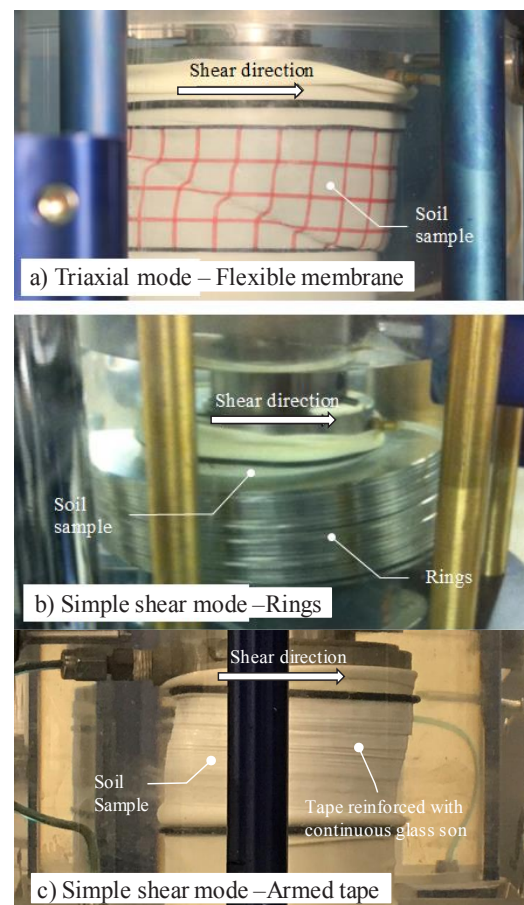 Shear direction
Soil
sample
a) Triaxial mode – Flexible membrane
Shear direction
Soil
sample
Rings
b) Simple shear mode –Rings
Shear direction
Soil
Sample
Tape reinforced with
continuous glass son
c) Simple shear mode –Armed tape